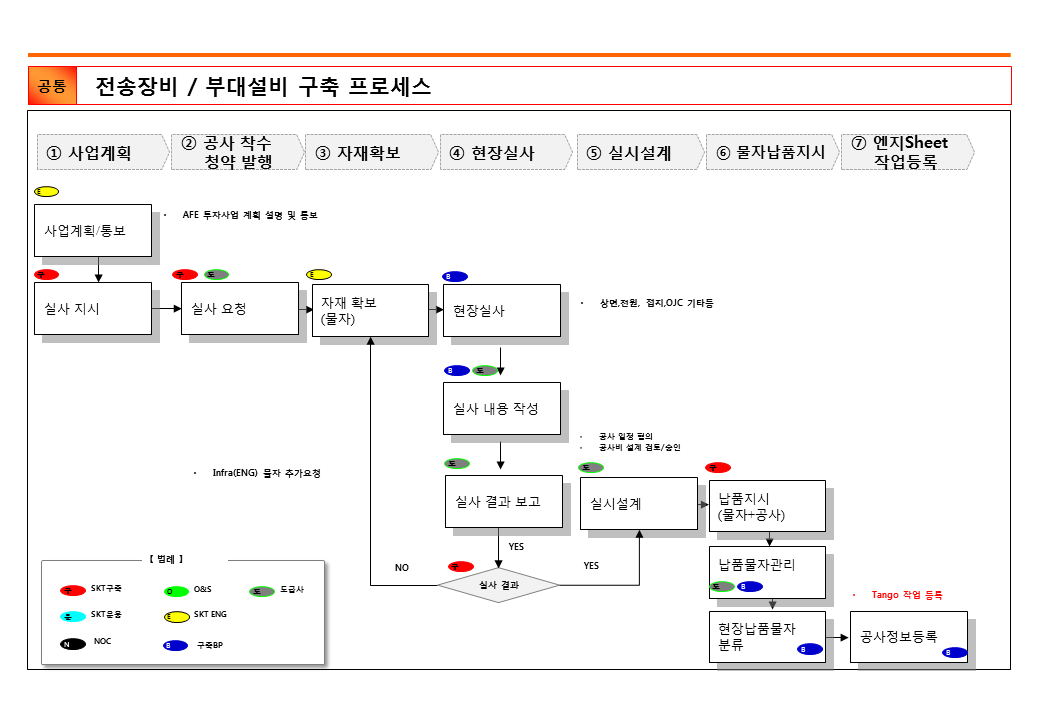 공통
전송장비 / 부대설비 구축 프로세스
① 사업계획
② 공사 착수
청약 발행
③ 자재확보
④ 현장실사
⑤ 실시설계
⑥ 물자납품지시
⑦ 엔지Sheet
작업등록
E
사업계획/통보
• AFE 투자사업 계획 설명 및 통보
구
구
도
E
B
실사 지시
실사 요청
자재 확보
(물자)
현장실사
• 상면,전원, 접지,OJC 기타등
B
도
실사 내용 작성
• 공사 일정 협의
• 공사비 설계 검토/승인
• Infra(ENG) 물자 추가요청
도
도
구
실사 결과 보고
실시설계
납품지시
(물자+공사)
YES
NO
구
YES
실사 결과
납품물자관리
도
B
• Tango 작업 등록
현장납품물자
분류
B
공사정보등록
B
[ 범례 ]
구 SKT구축
O O&S
도 도급사
운 SKT운용
E SKT ENG
N NOC
B 구축BP